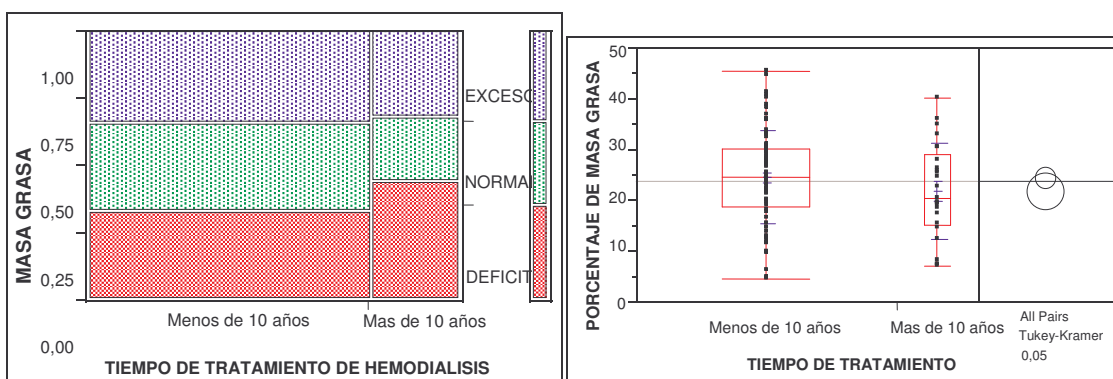 MASA GRASA
1,00
0,75
0,50
0,25
0,00
EXCESO
NORMAL
DEFICIT
Menos de 10 años
Mas de 10 años
TIEMPO DE TRATAMIENTO DE HEMODIALISIS
PORCENTAJE DE MASA GRASA
50
40
30
20
10
0
Menos de 10 años
Mas de 10 años
All Pairs
Tukey-Kramer
0,05
TIEMPO DE TRATAMIENTO